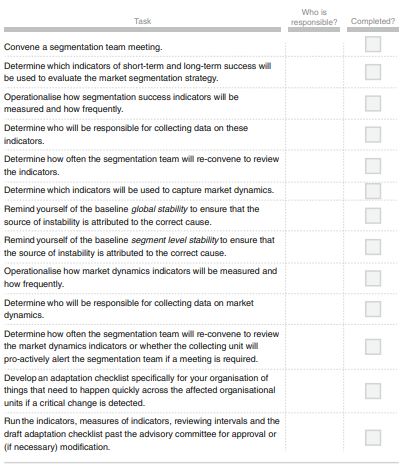 Task
Who is
responsible?
Completed?
Convene a segmentation team meeting.
Determine which indicators of short-term and long-term success will
be used to evaluate the market segmentation strategy.
Operationalise how segmentation success indicators will be
measured and how frequently.
Determine who will be responsible for collecting data on these
indicators.
Determine how often the segmentation team will re-convene to review
the indicators.
Determine which indicators will be used to capture market dynamics.
Remind yourself of the baseline global stability to ensure that the
source of instability is attributed to the correct cause.
Remind yourself of the baseline segment level stability to ensure that
the source of instability is attributed to the correct cause.
Operationalise how market dynamics indicators will be measured and
how frequently.
Determine who will be responsible for collecting data on market
dynamics.
Determine how often the segmentation team will re-convene to review
the market dynamics indicators or whether the collecting unit will
pro-actively alert the segmentation team if a meeting is required.
Develop an adaptation checklist specifically for your organisation of
things that need to happen quickly across the affected organisational
units if a critical change is detected.
Run the indicators, measures of indicators, reviewing intervals and the
draft adaptation checklist past the advisory committee for approval or
(if necessary) modification.